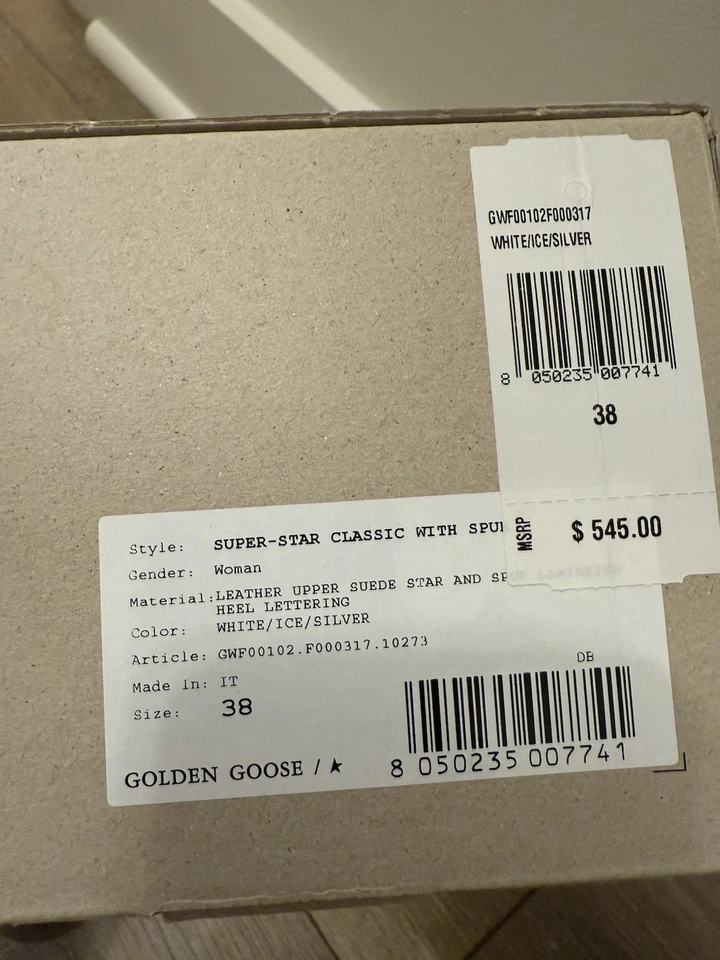 GWF00102F000317
WHITE/ICE/SILVER
8 050235 007741
38
MSRP $ 545.00
Style: SUPER-STAR CLASSIC WITH
Gender: Woman
Material: LEATHER UPPER SUEDE STAR AND
HEEL LETTERING
Color: WHITE/ICE/SILVER
Article: GWF00102.F000317.10273
Made In: IT
Size: 38
DB
8 050235 007741
GOLDEN GOOSE / ★